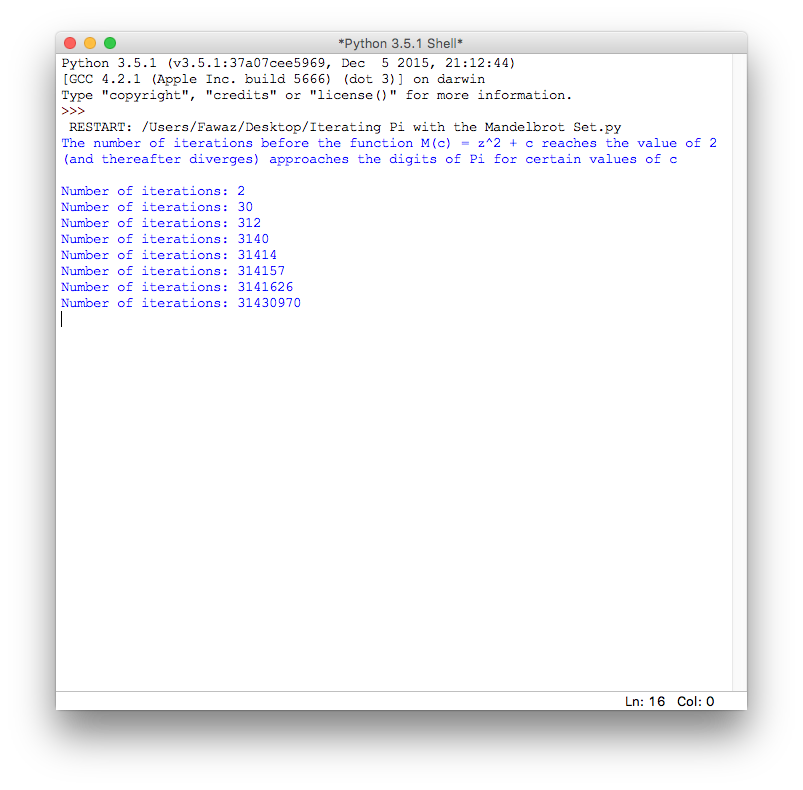 *Python 3.5.1 Shell*
Python 3.5.1 (v3.5.1:37a07cee5969, Dec  5 2015, 21:12:44)
[GCC 4.2.1 (Apple Inc. build 5666) (dot 3)] on darwin
Type "copyright", "credits" or "license()" for more information.
>>>
 RESTART: /Users/Fawaz/Desktop/Iterating Pi with the Mandelbrot Set.py
The number of iterations before the function M(c) = z^2 + c reaches the value of 2
(and thereafter diverges) approaches the digits of Pi for certain values of c
Number of iterations: 2
Number of iterations: 30
Number of iterations: 312
Number of iterations: 3140
Number of iterations: 31414
Number of iterations: 314157
Number of iterations: 3141626
Number of iterations: 31430970
Ln: 16 Col: 0